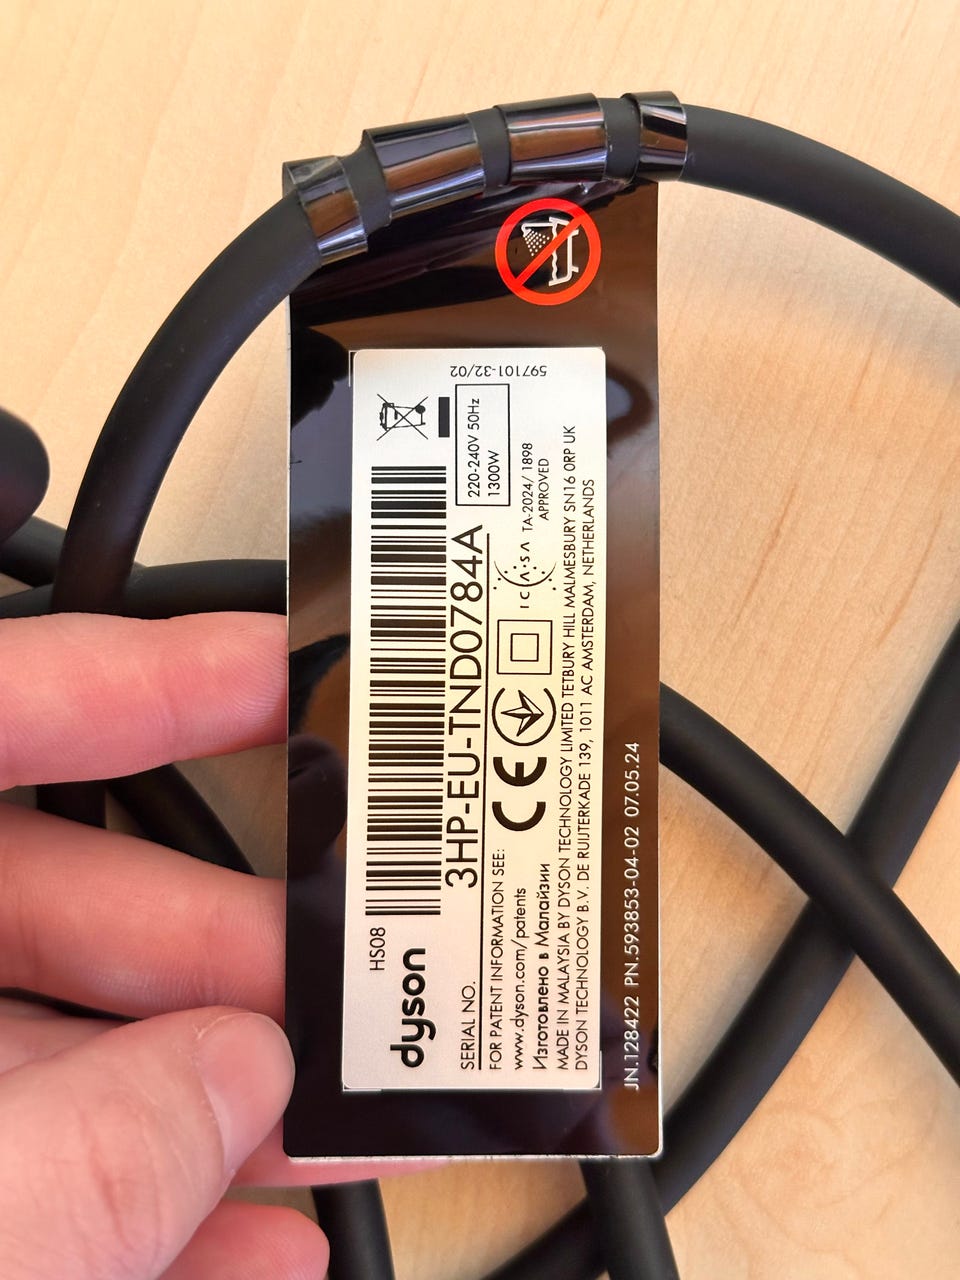 HS08
dyson
SERIAL NO. 3HP-EU-TND0784A
220-240V 50Hz
1300W
FOR PATENT INFORMATION SEE:
www.dyson.com/patents
Изготовлено в Малайзии
CE
ICASA
TA-2024/ 1898
APPROVED
MADE IN MALAYSIA BY DYSON TECHNOLOGY LIMITED TETBURY HILL MALMESBURY SN16 0RP UK
DYSON TECHNOLOGY B.V. DE RUIJTERKADE 139, 1011 AC AMSTERDAM, NETHERLANDS
597101-32/02
JN.128422 PN.593853-04-02 07.05.24